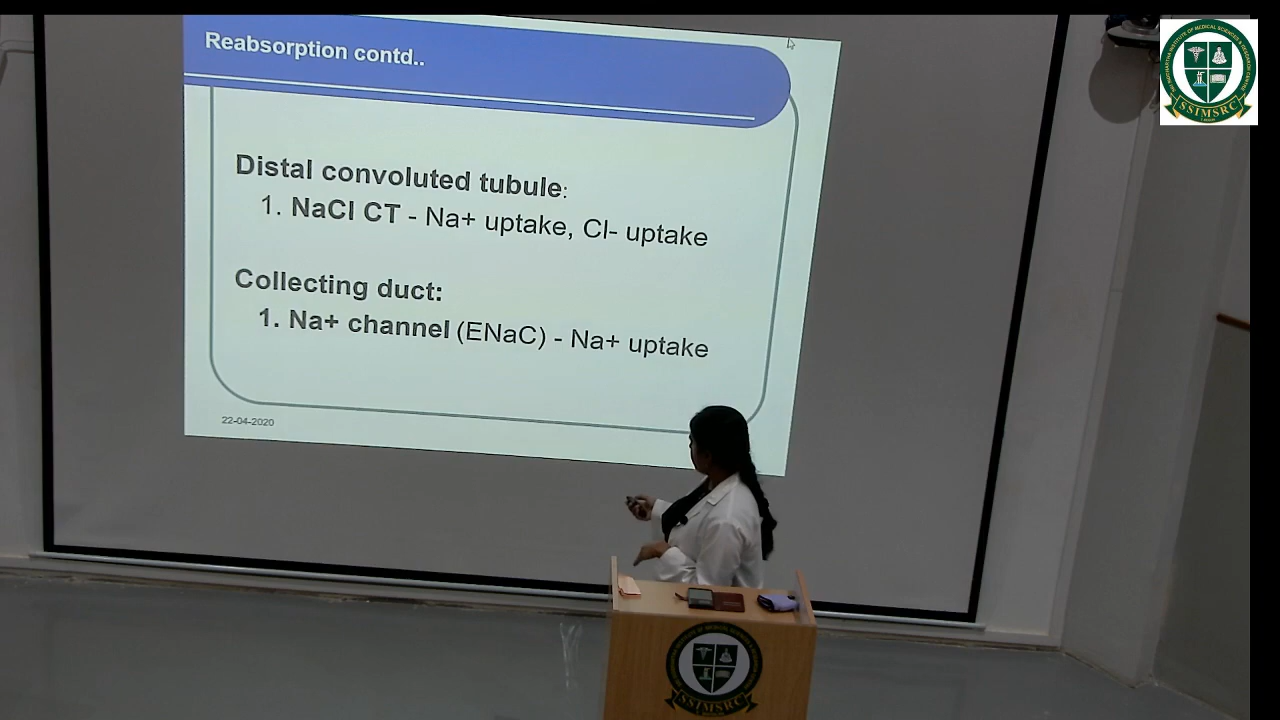 Reabsorption contd..
Distal convoluted tubule:
1. NaCl CT - Na+ uptake, Cl- uptake
Collecting duct:
1. Na+ channel (ENaC) - Na+ uptake
22-04-2020
SSIMSRC
SSIMSRC